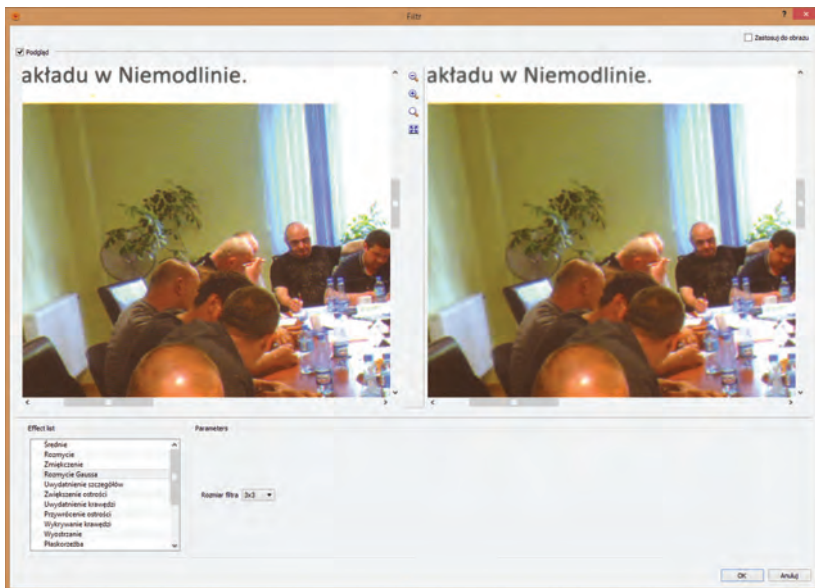 Filtr
Zastosuj do obrazu
Podgląd
akładu w Niemodlinie.
akładu w Niemodlinie.
Effect list
Parameters
Średnie
Rozmycie
Zmiękczenie
Rozmycie Gaussa
Uwydatnienie szczegółów
Zwiększenie ostrości
Uwydatnienie krawędzi
Przywrócenie ostrości
Wykrywanie krawędzi
Wyostrzanie
Płaskorzeźba
Rozmiar filtra 3x3
OK
Anuluj